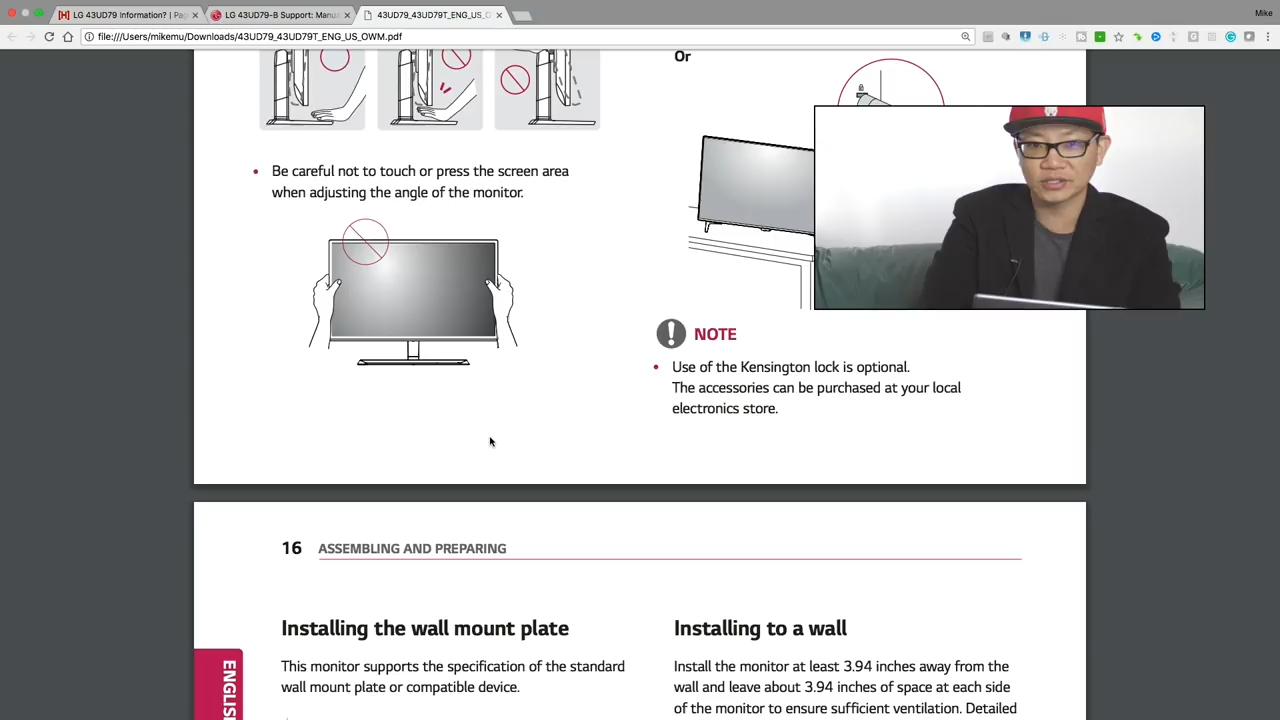 LG 43UD79 Information? | Pa
LG 43UD79-B Support: Manu
43UD79_43UD79T_ENG_US_O
Mike
file:///Users/mikemu/Downloads/43UD79_43UD79T_ENG_US_OWM.pdf
Or
• Be careful not to touch or press the screen area
when adjusting the angle of the monitor.
NOTE
• Use of the Kensington lock is optional.
The accessories can be purchased at your local
electronics store.
16 ASSEMBLING AND PREPARING
Installing the wall mount plate
This monitor supports the specification of the standard
wall mount plate or compatible device.
Installing to a wall
Install the monitor at least 3.94 inches away from the
wall and leave about 3.94 inches of space at each side
of the monitor to ensure sufficient ventilation. Detailed
ENGLIS